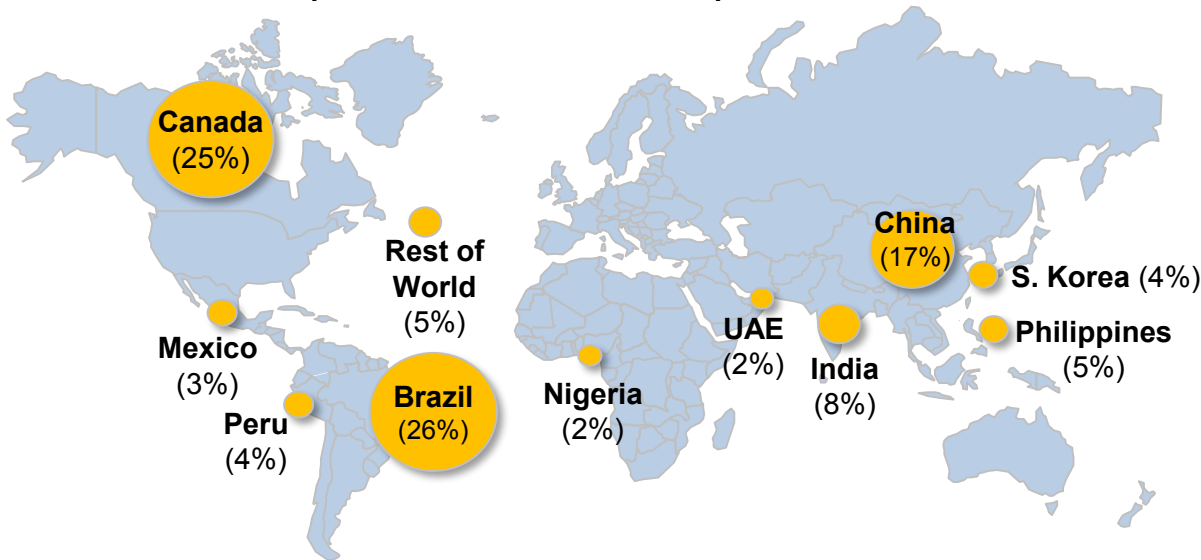 Canada
(25%)
Rest of
World
(5%)
Mexico
(3%)
Peru
(4%)
Brazil
(26%)
Nigeria
(2%)
UAE
(2%)
India
(8%)
China
(17%)
S. Korea (4%)
Philippines
(5%)